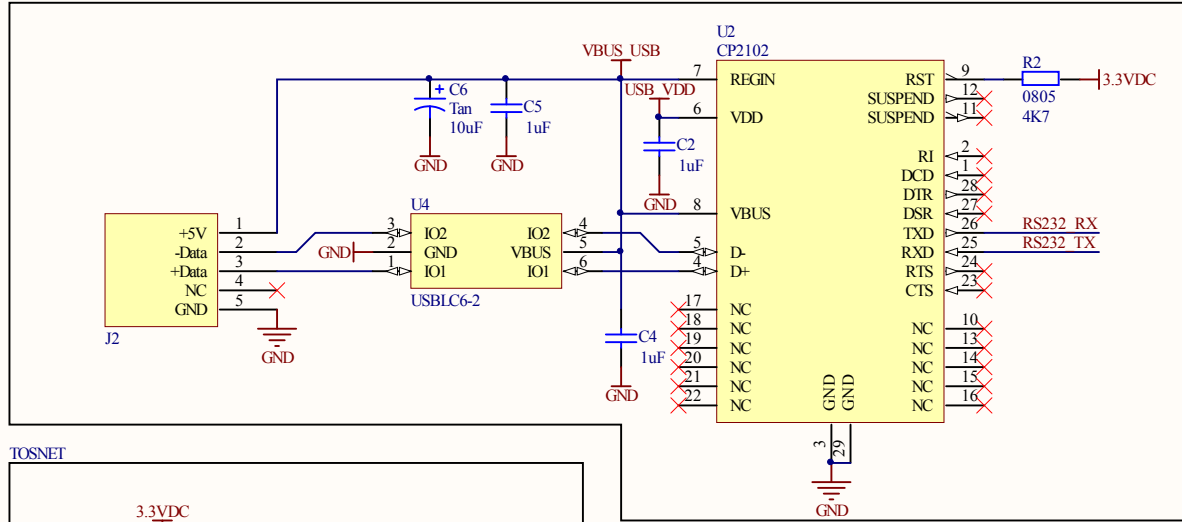 U2
CP2102
VBUS_USB
7 REGIN
RST 9
R2
0805
4K7
3.3VDC
SUSPEND 12
SUSPEND 11
C6
Tan
10uF
+
GND
C5
1uF
GND
USB_VDD
6 VDD
C2
1uF
GND
RI 2
DCD 1
DTR 28
DSR 27
TXD 26 RS232_RX
RXD 25 RS232_TX
RTS 24
CTS 23
8 VBUS
5 D-
4 D+
U4
3 IO2 IO2 4
GND 2 GND VBUS 5
1 IO1 IO1 6
USBLC6-2
+5V 1
-Data 2
+Data 3
NC 4
GND 5
J2
GND
C4
1uF
GND
17 NC
18 NC
19 NC
20 NC
21 NC
22 NC
NC 10
NC 13
NC 14
NC 15
NC 16
GND
GND
3
29
GND
TOSNET
3.3VDC